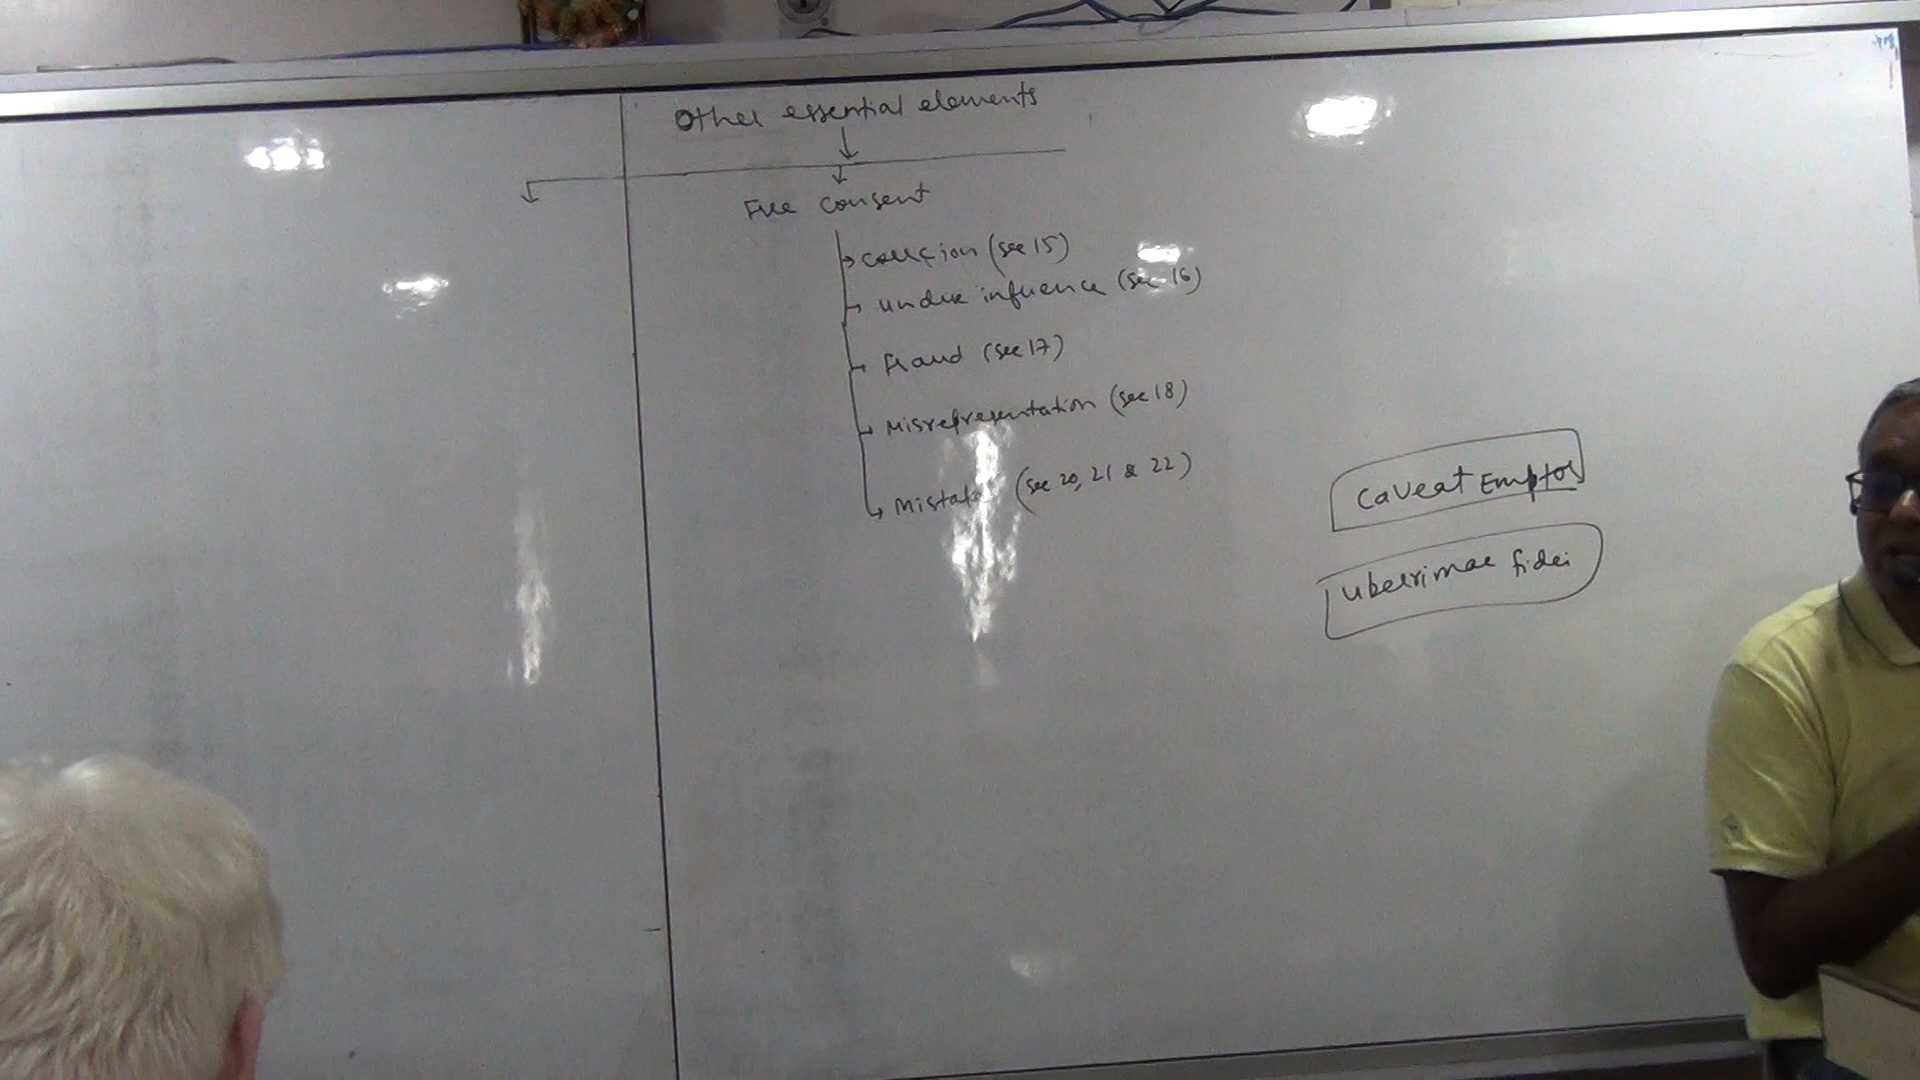 Other essential elements
Free consent
coercion (sec 15)
undue influence (sec 16)
fraud (sec 17)
Misrepresentation (sec 18)
Mistake (sec 20, 21 & 22)
Caveat Emptor
uberrimae fidei